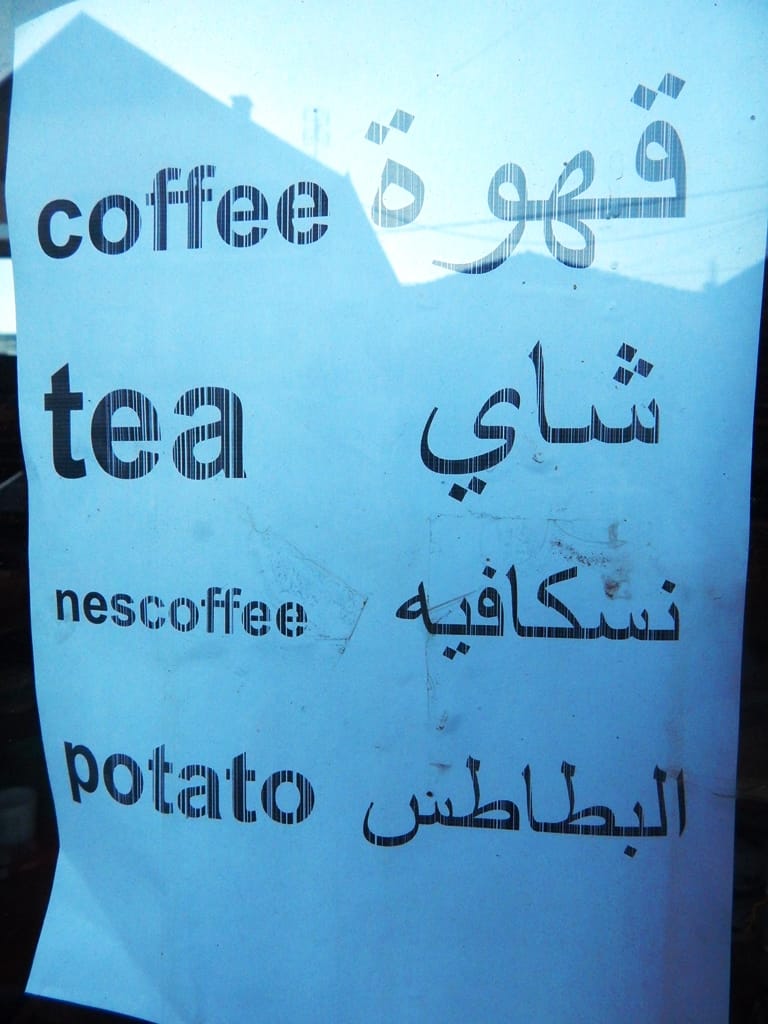 coffee قهوة
tea شاي
nescoffee نسكافيه
potato البطاطس